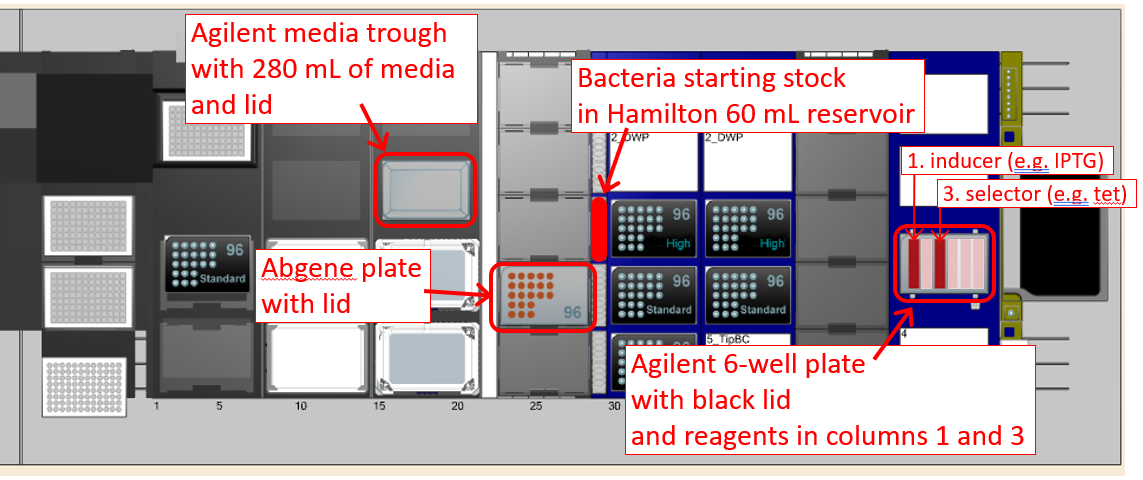 Agilent media trough
with 280 mL of media
and lid
Bacteria starting stock
in Hamilton 60 mL reservoir
2_DWP
2_DWP
1. inducer (e.g. IPTG)
3. selector (e.g. tet)
96
High
96
High
96
Standard
Abgene plate
with lid
96
96
Standard
96
Standard
96
5_TipBC
4
Agilent 6-well plate
with black lid
and reagents in columns 1 and 3
1
5
10
15
20
25
30